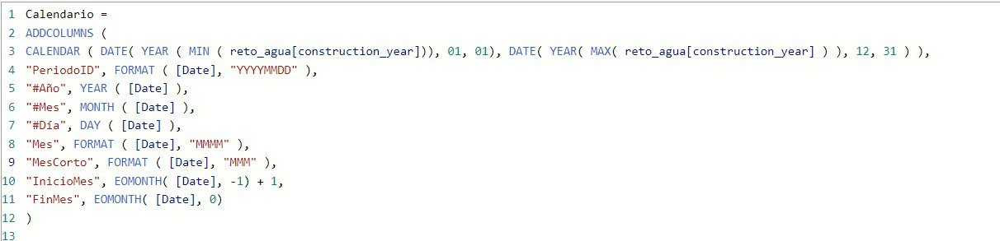 1 Calendario =
2 ADDCOLUMNS (
3 CALENDAR ( DATE( YEAR ( MIN ( reto_agua[construction_year])), 01, 01), DATE( YEAR( MAX( reto_agua[construction_year] ) ), 12, 31 ) ),
4 "PeriodoID", FORMAT ( [Date], "YYYYMMDD" ),
5 "#Año", YEAR ( [Date] ),
6 "#Mes", MONTH ( [Date] ),
7 "#Día", DAY ( [Date] ),
8 "Mes", FORMAT ( [Date], "MMMM" ),
9 "MesCorto", FORMAT ( [Date], "MMM" ),
10 "InicioMes", EOMONTH( [Date], -1) + 1,
11 "FinMes", EOMONTH( [Date], 0)
12 )
13